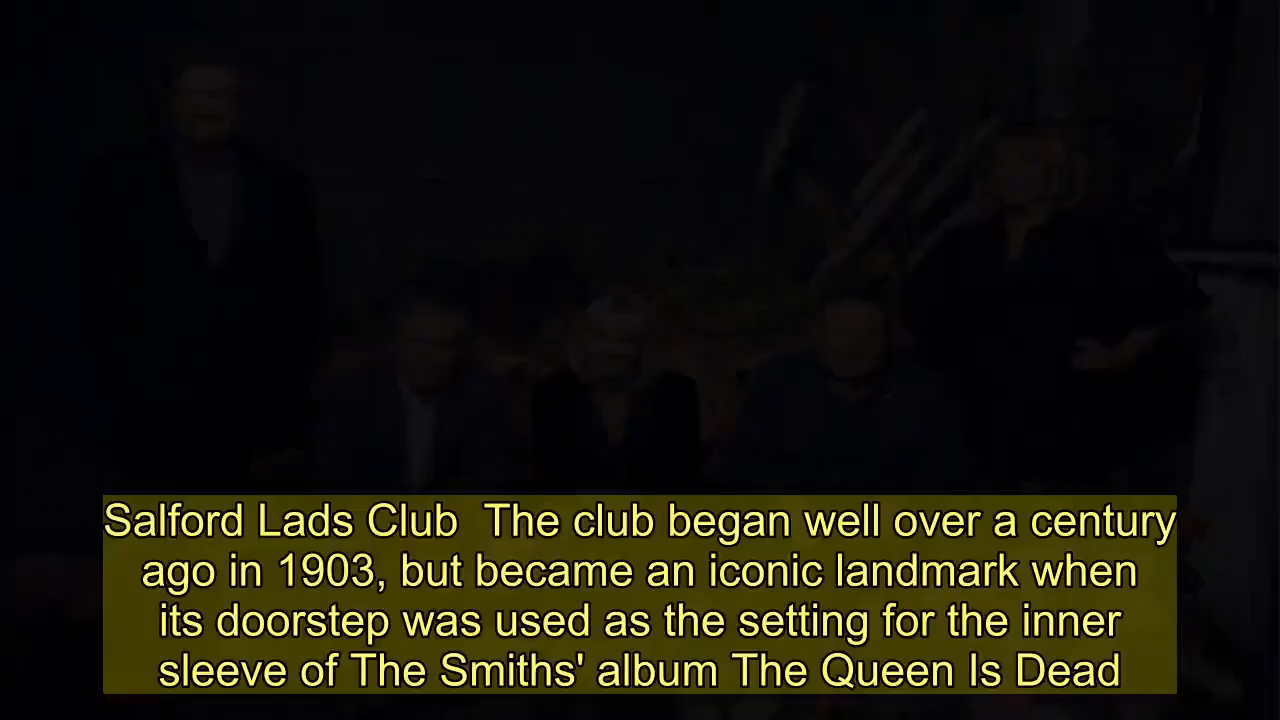 Salford Lads Club  The club began well over a century
ago in 1903, but became an iconic landmark when
its doorstep was used as the setting for the inner
sleeve of The Smiths' album The Queen Is Dead